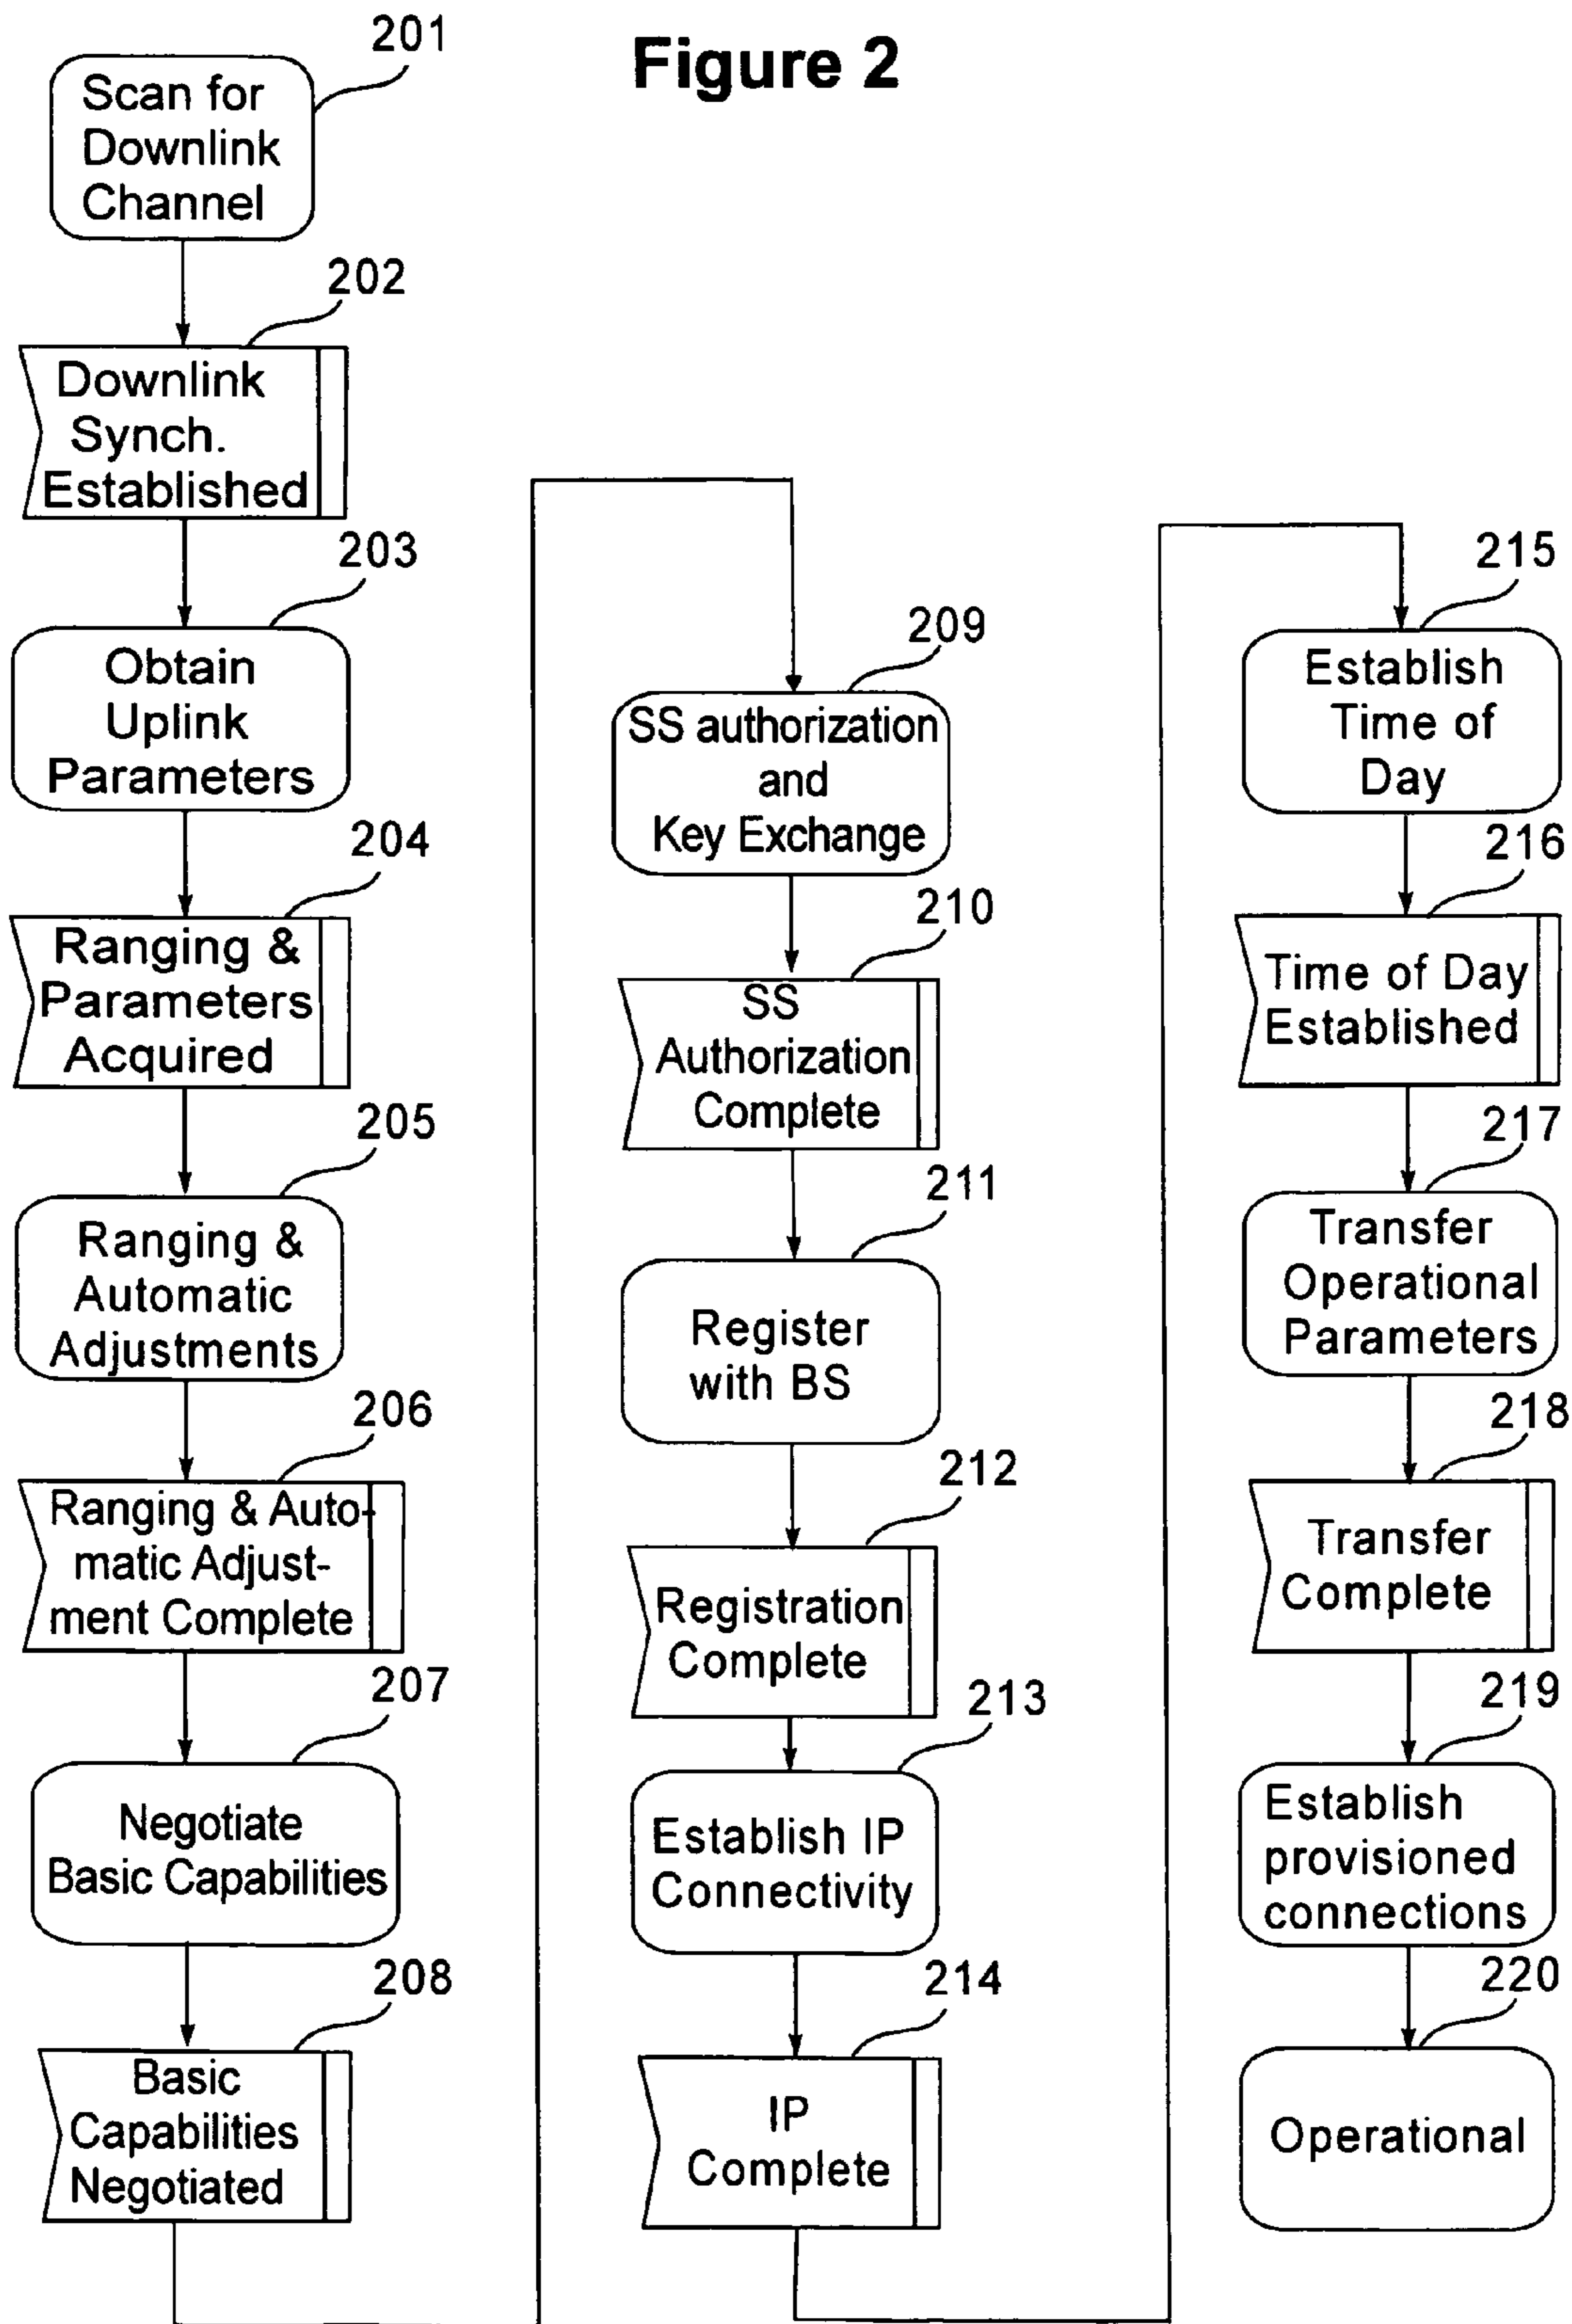 Figure 2
201
Scan for
Downlink
Channel
202
Downlink
Synch.
Established
203
Obtain
Uplink
Parameters
204
Ranging &
Parameters
Acquired
205
Ranging &
Automatic
Adjustments
206
Ranging & Auto-
matic Adjust-
ment Complete
207
Negotiate
Basic Capabilities
208
Basic
Capabilities
Negotiated
209
SS authorization
and
Key Exchange
210
SS
Authorization
Complete
211
Register
with BS
212
Registration
Complete
213
Establish IP
Connectivity
214
IP
Complete
215
Establish
Time of
Day
216
Time of Day
Established
217
Transfer
Operational
Parameters
218
Transfer
Complete
219
Establish
provisioned
connections
220
Operational